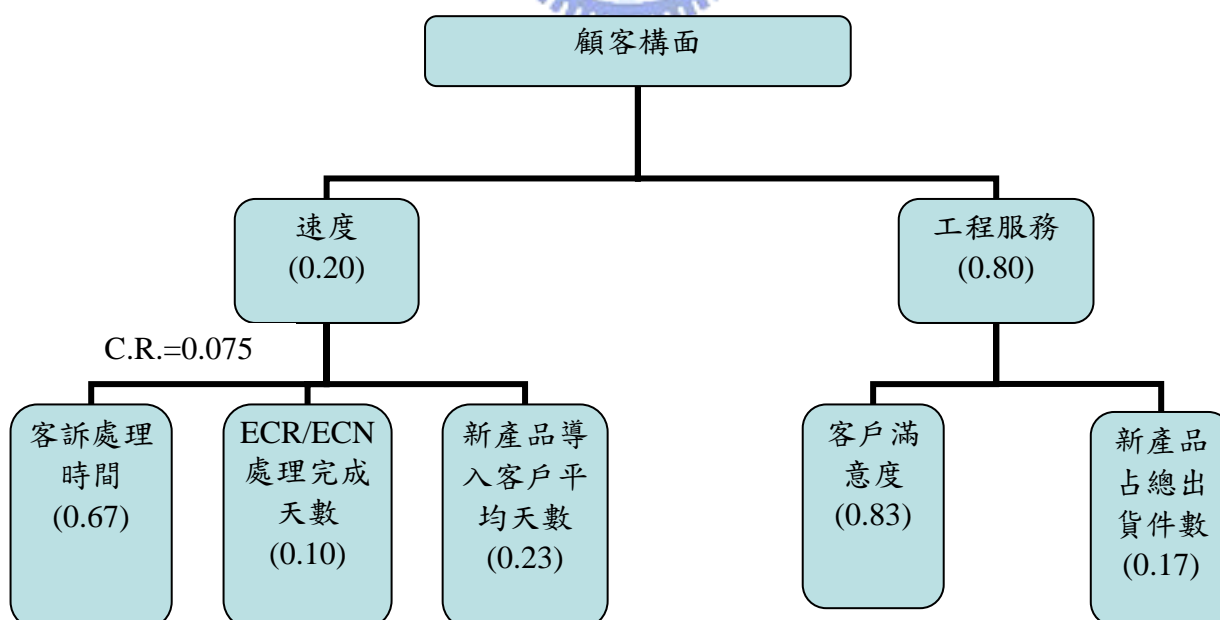 顧客構面
速度
(0.20)
工程服務
(0.80)
C.R.=0.075
客訴處理
時間
(0.67)
ECR/ECN
處理完成
天數
(0.10)
新產品導
入客戶平
均天數
(0.23)
客戶滿
意度
(0.83)
新產品
占總出
貨件數
(0.17)